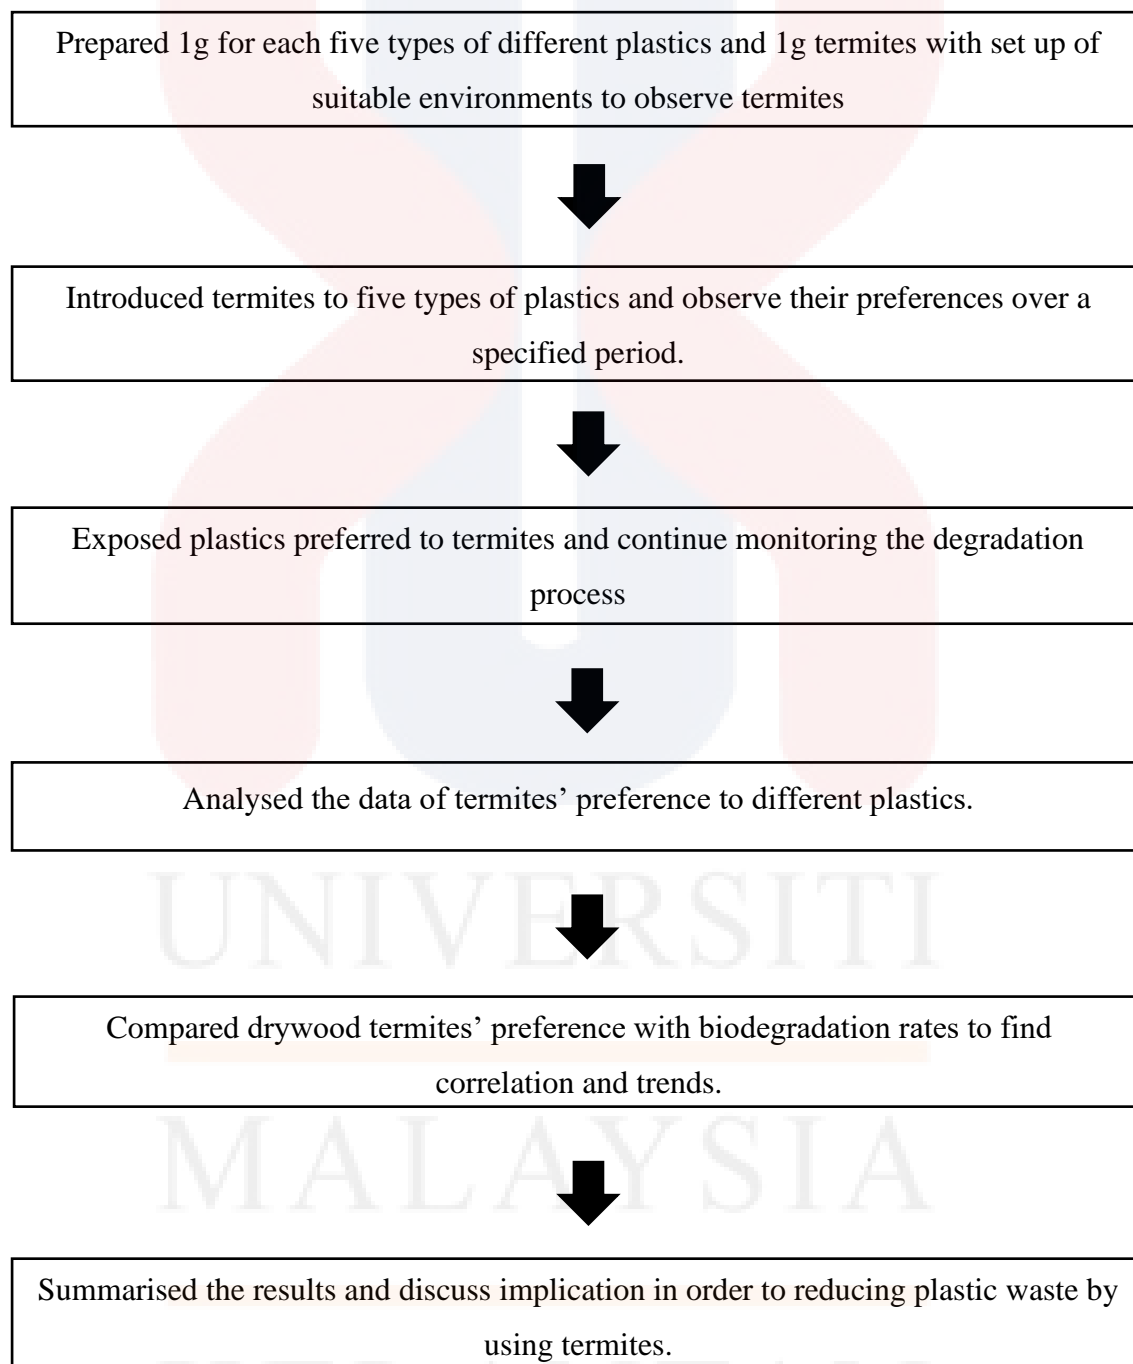 Prepared 1g for each five types of different plastics and 1g termites with set up of
suitable environments to observe termites
Introduced termites to five types of plastics and observe their preferences over a
specified period.
Exposed plastics preferred to termites and continue monitoring the degradation
process
Analysed the data of termites’ preference to different plastics.
UNIVERSITI
Compared drywood termites’ preference with biodegradation rates to find
correlation and trends.
MALAYSIA
Summarised the results and discuss implication in order to reducing plastic waste by
using termites.